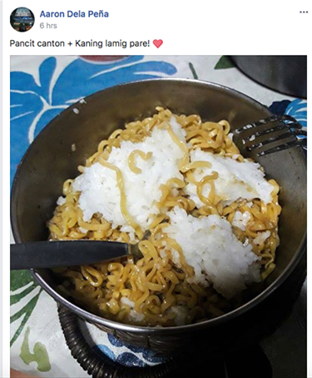 Aaron Dela Peña
6 hrs
Pancit canton + Kaning lamig pare! ❤️